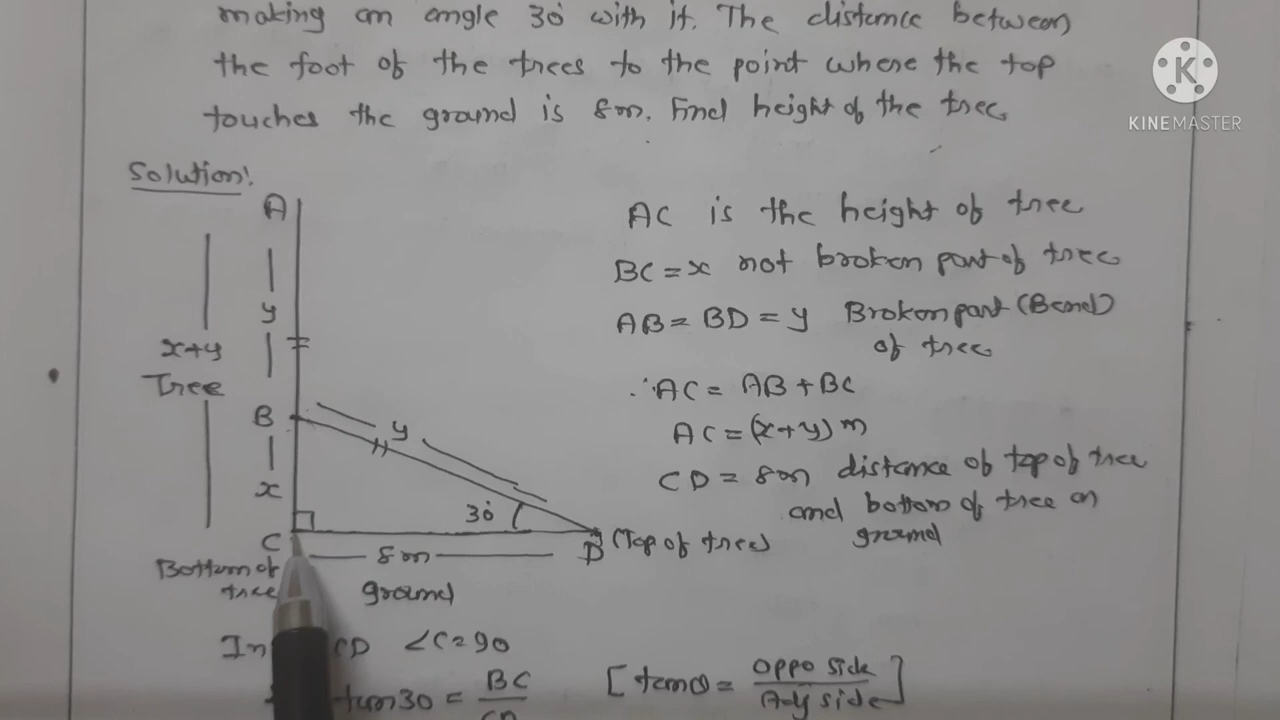 making an angle 30° with it. The distance between
the foot of the trees to the point where the top
touches the ground is 8m. Find height of the tree
K
KINEMASTER
Solution:
A
y
x+y
Tree
B
x
C
Bottom of
tree
y
30°
8m
ground
D (Top of tree)
AC is the height of tree
BC = x not broken part of tree
AB = BD = y Broken part (Bend)
of tree
∴ AC = AB + BC
AC = (x+y) m
CD = 8m distance of top of tree
and bottom of tree on
ground
In CD ∠C = 90
tan30 = BC
CD
[tanθ = oppo side
Adj side]